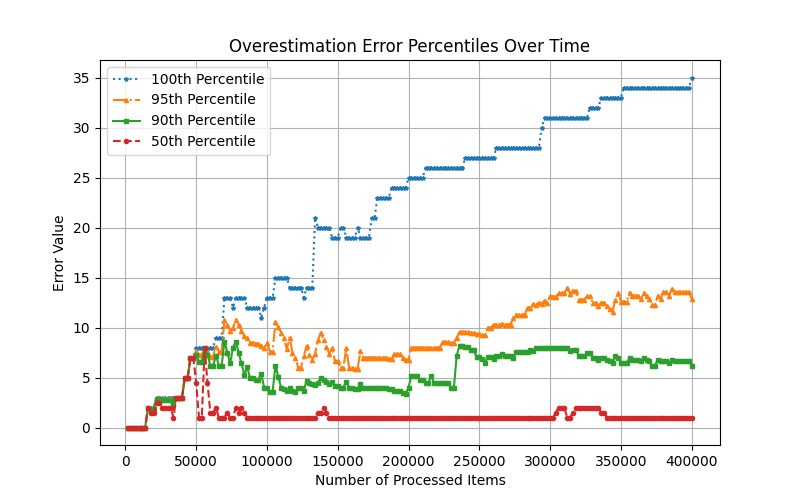 Overestimation Error Percentiles Over Time
100th Percentile
95th Percentile
90th Percentile
50th Percentile
Error Value
35
30
25
20
15
10
5
0
0 50000 100000 150000 200000 250000 300000 350000 400000
Number of Processed Items